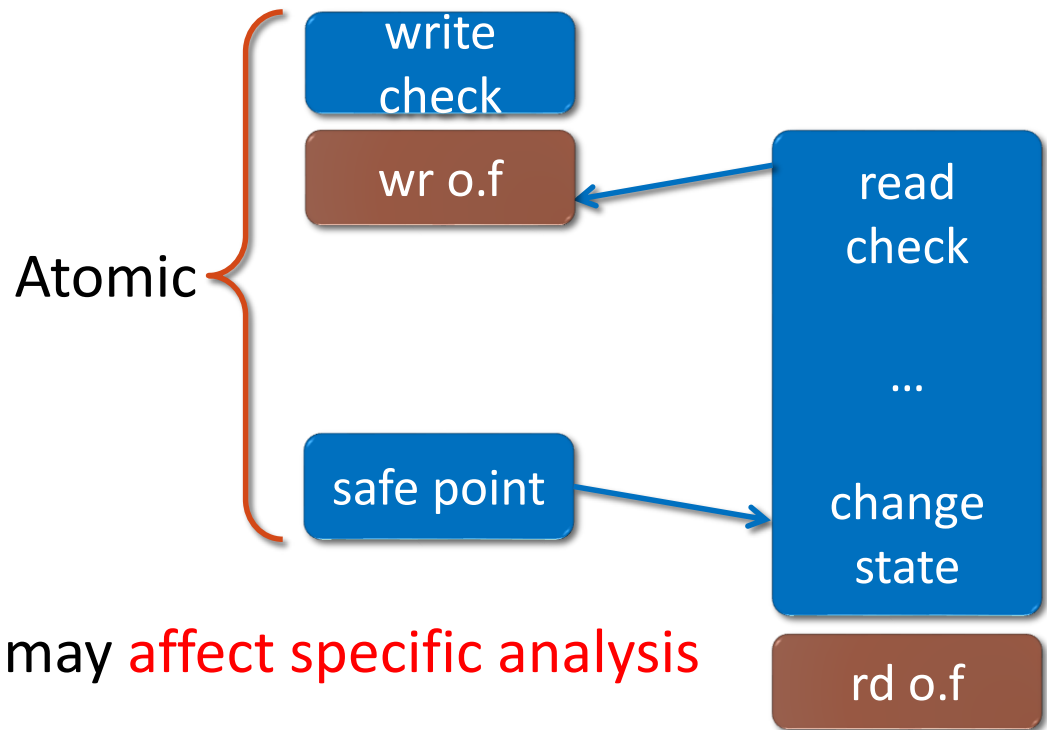 write
check
wr o.f
Atomic
safe point
read
check
...
change
state
rd o.f
may affect specific analysis